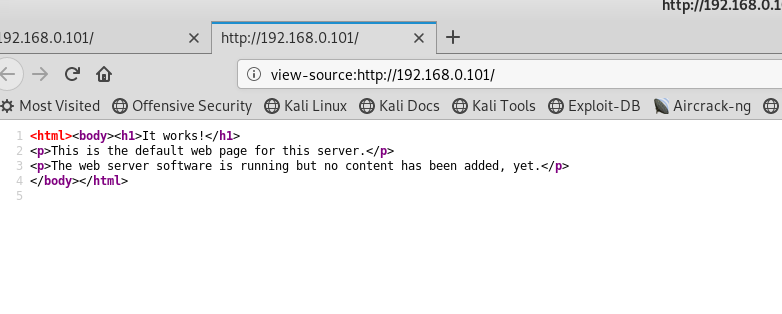 http://192.168.0.1
192.168.0.101/ × http://192.168.0.101/ × +
view-source:http://192.168.0.101/
Most Visited Offensive Security Kali Linux Kali Docs Kali Tools Exploit-DB Aircrack-ng
1 <html><body><h1>It works!</h1>
2 <p>This is the default web page for this server.</p>
3 <p>The web server software is running but no content has been added, yet.</p>
4 </body></html>
5